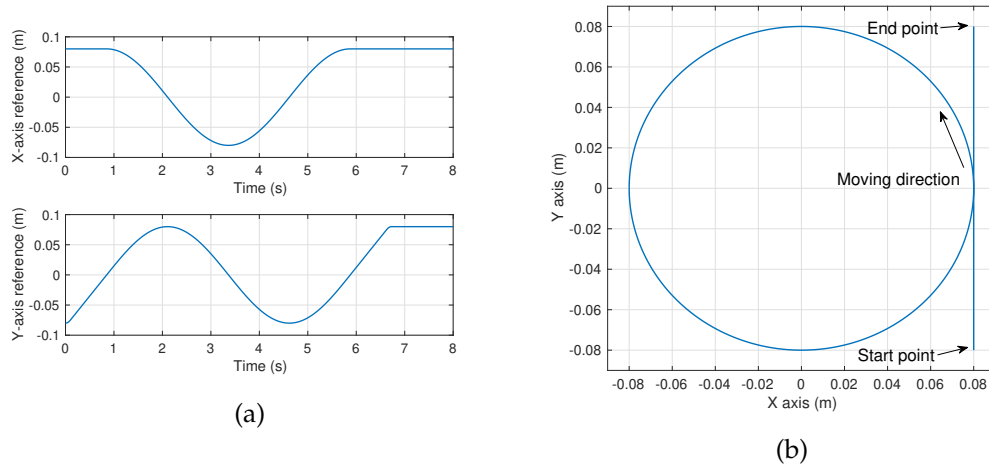 X-axis reference (m)
0.1
0.05
0
-0.05
-0.1
0 1 2 3 4 5 6 7 8
Time (s)
Y-axis reference (m)
0.1
0.05
0
-0.05
-0.1
0 1 2 3 4 5 6 7 8
Time (s)
(a)
Y axis (m)
0.08
0.06
0.04
0.02
0
-0.02
-0.04
-0.06
-0.08
End point
Moving direction
Start point
-0.08 -0.06 -0.04 -0.02 0 0.02 0.04 0.06 0.08
X axis (m)
(b)